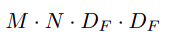 M · N · D_F · D_F